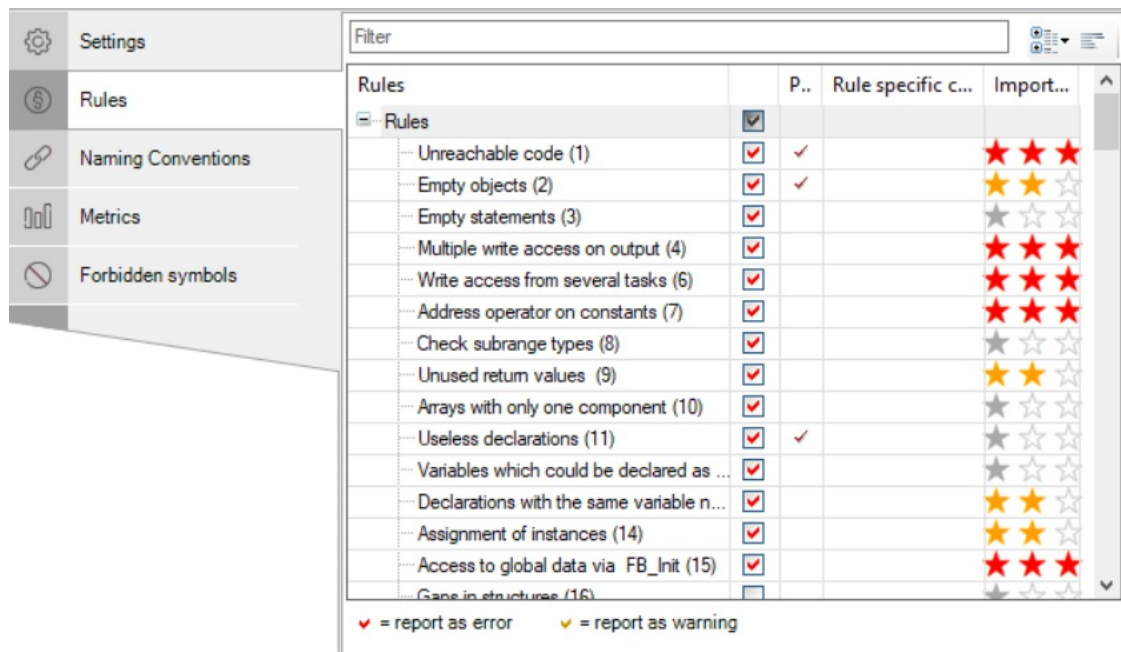 Settings
Rules
Naming Conventions
Metrics
Forbidden symbols
Filter
Rules P.. Rule specific c... Import...
Rules
Unreachable code (1)
Empty objects (2)
Empty statements (3)
Multiple write access on output (4)
Write access from several tasks (6)
Address operator on constants (7)
Check subrange types (8)
Unused return values (9)
Arrays with only one component (10)
Useless declarations (11)
Variables which could be declared as ...
Declarations with the same variable n...
Assignment of instances (14)
Access to global data via FB_Init (15)
Gaps in structures (16)
= report as error = report as warning